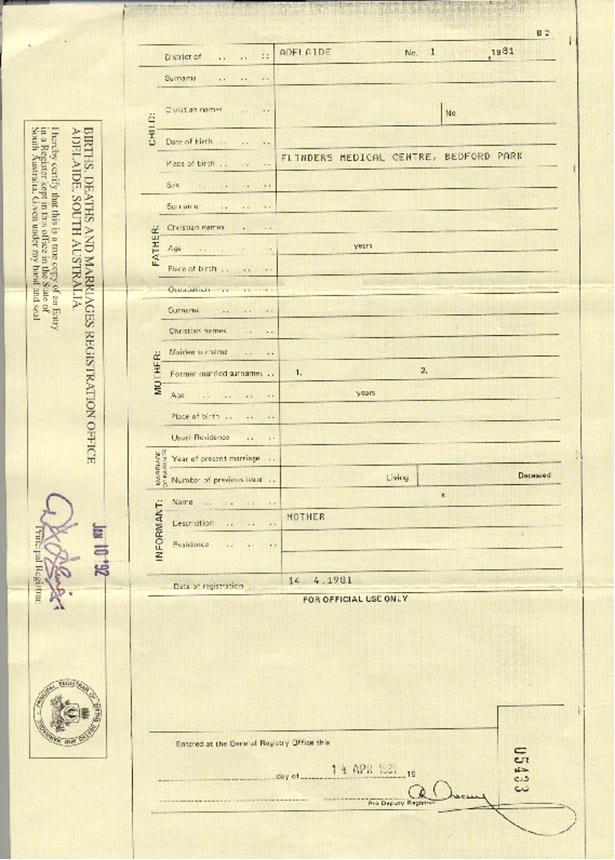 B 2
District of .. .. :: ADELAIDE No. 1 ,1981
CHILD:
Surname .. .. ..
Christian names .. .. No.
Date of birth .. ..
Place of birth .. .. FLINDERS MEDICAL CENTRE, BEDFORD PARK
Sex .. .. ..
FATHER:
Surname .. .. ..
Christian names .. ..
Age .. .. .. years
Place of birth .. .. ..
Occupation .. .. ..
MOTHER:
Surname .. .. ..
Christian names .. ..
Maiden surname .. ..
Former married surnames .. 1. 2.
Age .. .. .. .. years
Place of birth .. .. ..
Usual Residence .. ..
MARRIAGE OF PARENTS
Year of present marriage ..
Number of previous issue .. Living Deceased
INFORMANT:
Name .. .. .. .. x
Description .. .. .. MOTHER
Residence .. .. ..
Date of registration 14. 4.1981
FOR OFFICIAL USE ONLY
Entered at the General Registry Office this
day of 14 APR 1981 19
Pro Deputy Registrar
05433
BIRTHS, DEATHS AND MARRIAGES REGISTRATION OFFICE
ADELAIDE, SOUTH AUSTRALIA
I hereby certify that this is a true copy of an Entry
in a Register kept in this office in the State of
South Australia. Given under my hand and seal
JAN 10 '92
Principal Registrar
PRINCIPAL REGISTRAR OF BIRTHS DEATHS AND MARRIAGES